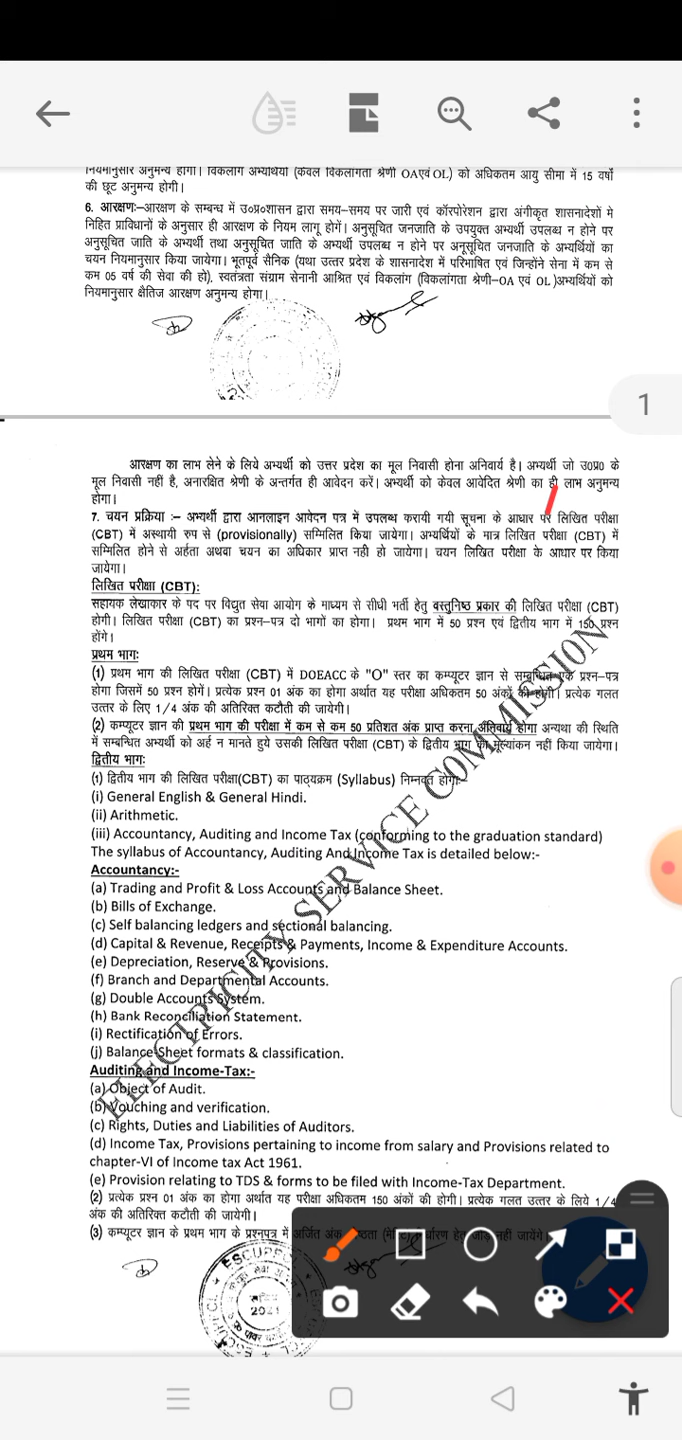 नियमानुसार अनुमन्य होगी। विकलांग अभ्यर्थियों (केवल विकलांगता श्रेणी OAएवं OL) को अधिकतम आयु सीमा में 15 वर्षों
की छूट अनुमन्य होगी।
6. आरक्षणः–आरक्षण के सम्बन्ध में उ०प्र०शासन द्वारा समय–समय पर जारी एवं कॉरपोरेशन द्वारा अंगीकृत शासनादेशों मे
निहित प्राविधानों के अनुसार ही आरक्षण के नियम लागू होगें। अनुसूचित जनजाति के उपयुक्त अभ्यर्थी उपलब्ध न होने पर
अनुसूचित जाति के अभ्यर्थी तथा अनुसूचित जाति के अभ्यर्थी उपलब्ध न होने पर अनूसूचित जनजाति के अभ्यर्थियों का
चयन नियमानुसार किया जायेगा। भूतपूर्व सैनिक (यथा उत्तर प्रदेश के शासनादेश में परिभाषित एवं जिन्होंने सेना में कम से
कम 05 वर्ष की सेवा की हो), स्वतंत्रता संग्राम सेनानी आश्रित एवं विकलांग (विकलांगता श्रेणी–OA एवं OL)अभ्यर्थियों को
नियमानुसार क्षैतिज आरक्षण अनुमन्य होगा।
1
आरक्षण का लाभ लेने के लिये अभ्यर्थी को उत्तर प्रदेश का मूल निवासी होना अनिवार्य है। अभ्यर्थी जो उ0प्र0 के
मूल निवासी नहीं है, अनारक्षित श्रेणी के अन्तर्गत ही आवेदन करें। अभ्यर्थी को केवल आवेदित श्रेणी का ही लाभ अनुमन्य
होगा।
7. चयन प्रक्रिया :– अभ्यर्थी द्वारा आनलाइन आवेदन पत्र में उपलब्ध करायी गयी सूचना के आधार पर लिखित परीक्षा
(CBT) में अस्थायी रुप से (provisionally) सम्मिलित किया जायेगा। अभ्यर्थियों के मात्र लिखित परीक्षा (CBT) में
सम्मिलित होने से अर्हता अथवा चयन का अधिकार प्राप्त नही हो जायेगा। चयन लिखित परीक्षा के आधार पर किया
जायेगा।
लिखित परीक्षा (CBT):
सहायक लेखाकार के पद पर विद्युत सेवा आयोग के माध्यम से सीधी भर्ती हेतु वस्तुनिष्ठ प्रकार की लिखित परीक्षा (CBT)
होगी। लिखित परीक्षा (CBT) का प्रश्न–पत्र दो भागों का होगा। प्रथम भाग में 50 प्रश्न एवं द्वितीय भाग में 150 प्रश्न
होंगे।
प्रथम भागः
(1) प्रथम भाग की लिखित परीक्षा (CBT) में DOEACC के "O" स्तर का कम्प्यूटर ज्ञान से सम्बन्धित एक प्रश्न–पत्र
होगा जिसमें 50 प्रश्न होगें। प्रत्येक प्रश्न 01 अंक का होगा अर्थात यह परीक्षा अधिकतम 50 अंकों की होगी। प्रत्येक गलत
उत्तर के लिए 1/4 अंक की अतिरिक्त कटौती की जायेगी।
(2) कम्प्यूटर ज्ञान की प्रथम भाग की परीक्षा में कम से कम 50 प्रतिशत अंक प्राप्त करना अनिवार्य होगा अन्यथा की स्थिति
में सम्बन्धित अभ्यर्थी को अर्ह न मानते हुये उसकी लिखित परीक्षा (CBT) के द्वितीय भाग का मूल्यांकन नहीं किया जायेगा।
द्वितीय भागः
(1) द्वितीय भाग की लिखित परीक्षा(CBT) का पाठ्यक्रम (Syllabus) निम्नवत होगाः–
(i) General English & General Hindi.
(ii) Arithmetic.
(iii) Accountancy, Auditing and Income Tax (conforming to the graduation standard)
The syllabus of Accountancy, Auditing And Income Tax is detailed below:-
Accountancy:-
(a) Trading and Profit & Loss Accounts and Balance Sheet.
(b) Bills of Exchange.
(c) Self balancing ledgers and sectional balancing.
(d) Capital & Revenue, Receipts & Payments, Income & Expenditure Accounts.
(e) Depreciation, Reserve & Provisions.
(f) Branch and Departmental Accounts.
(g) Double Accounts System.
(h) Bank Reconciliation Statement.
(i) Rectification of Errors.
(j) Balance Sheet formats & classification.
Auditing and Income-Tax:-
(a) Object of Audit.
(b) Vouching and verification.
(c) Rights, Duties and Liabilities of Auditors.
(d) Income Tax, Provisions pertaining to income from salary and Provisions related to
chapter-VI of Income tax Act 1961.
(e) Provision relating to TDS & forms to be filed with Income-Tax Department.
(2) प्रत्येक प्रश्न 01 अंक का होगा अर्थात यह परीक्षा अधिकतम 150 अंकों की होगी। प्रत्येक गलत उत्तर के लिये 1/4
अंक की अतिरिक्त कटौती की जायेगी।
(3) कम्प्यूटर ज्ञान के प्रथम भाग के प्रश्नपत्र में अर्जित अंक नहीं जायेंगे
ELECTRICITY SERVICE COMMISSION
2021